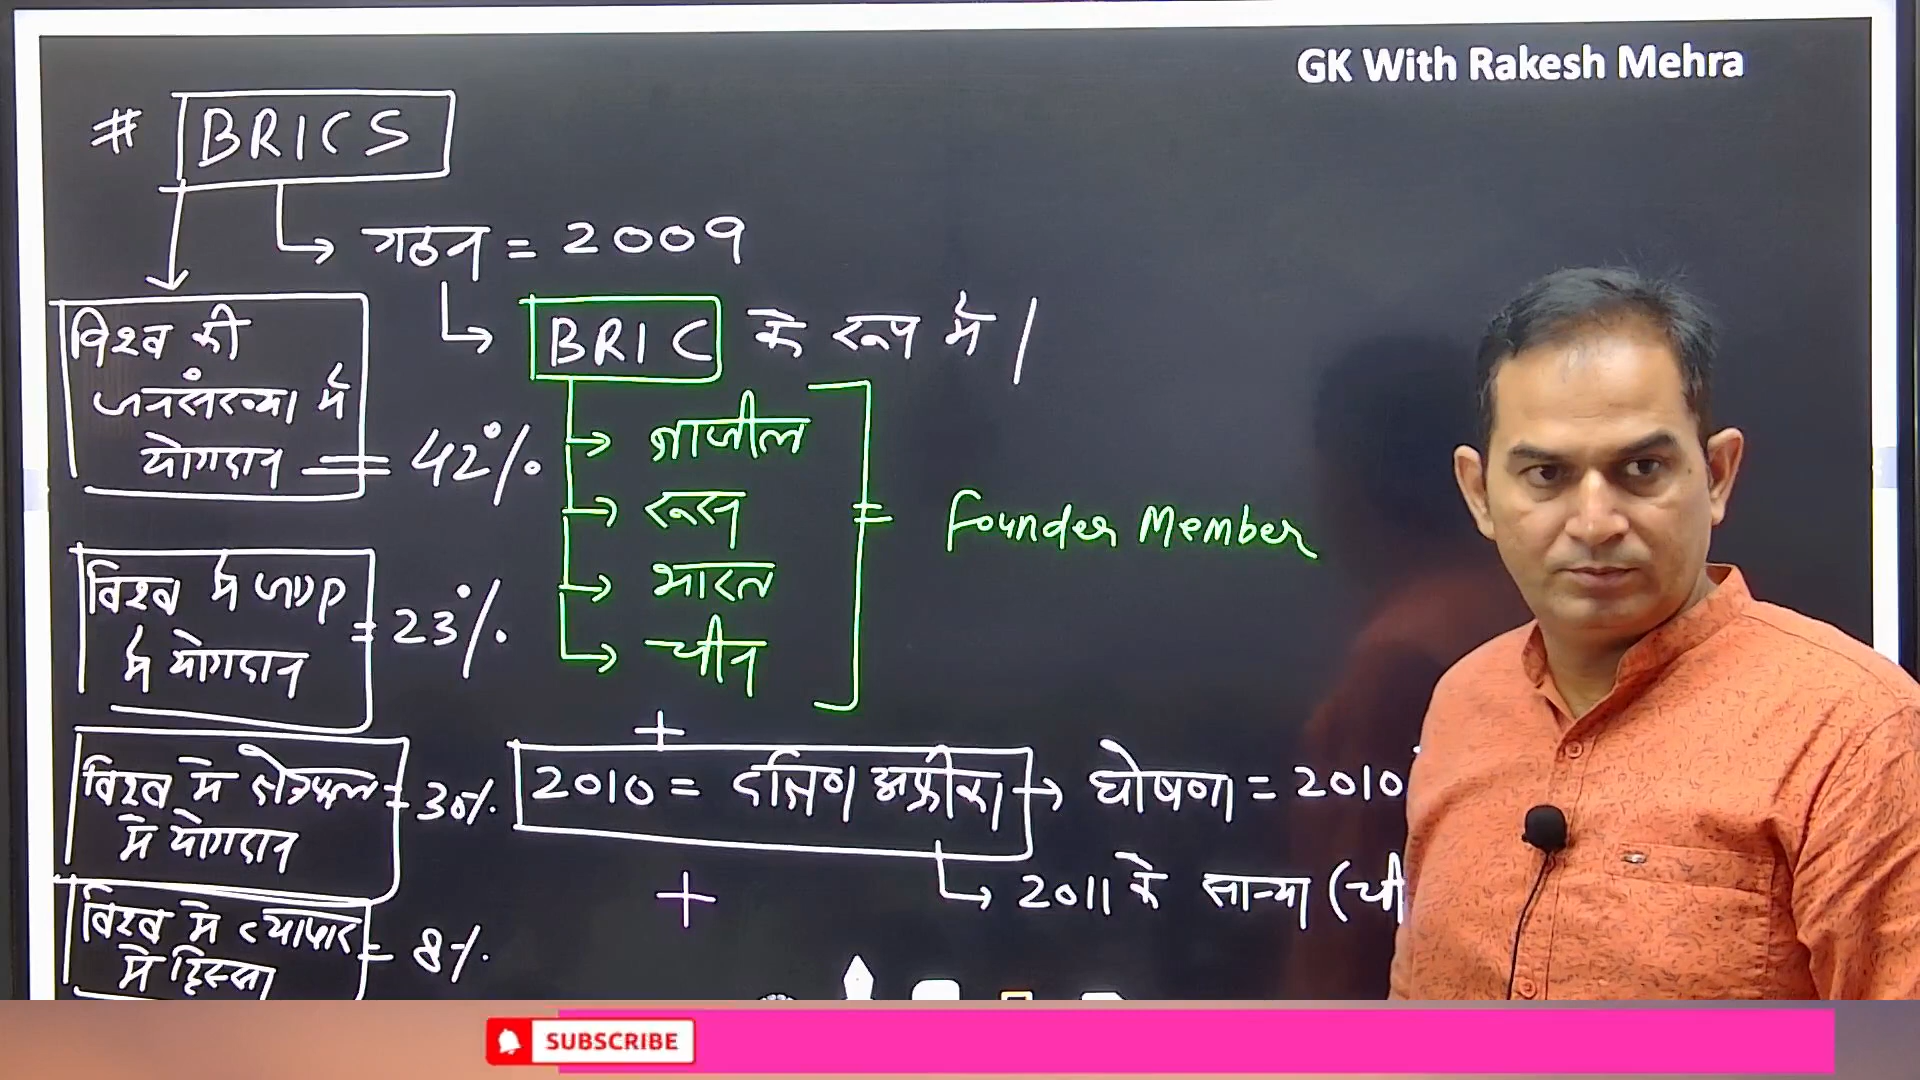 GK With Rakesh Mehra
# BRICS
गठन = 2009
BRIC के रूप में |
विश्व की
जनसंख्या में
योगदान = 42%
ब्राजील
रूस
भारत
चीन
= Founder Member
विश्व में GDP
में योगदान = 23%
+
विश्व में क्षेत्रफल
में योगदान = 30%
2010 = दक्षिण अफ्रीका → घोषणा = 2010
2011 के सान्या (ची
+
विश्व में व्यापार
में हिस्सा = 8%
SUBSCRIBE